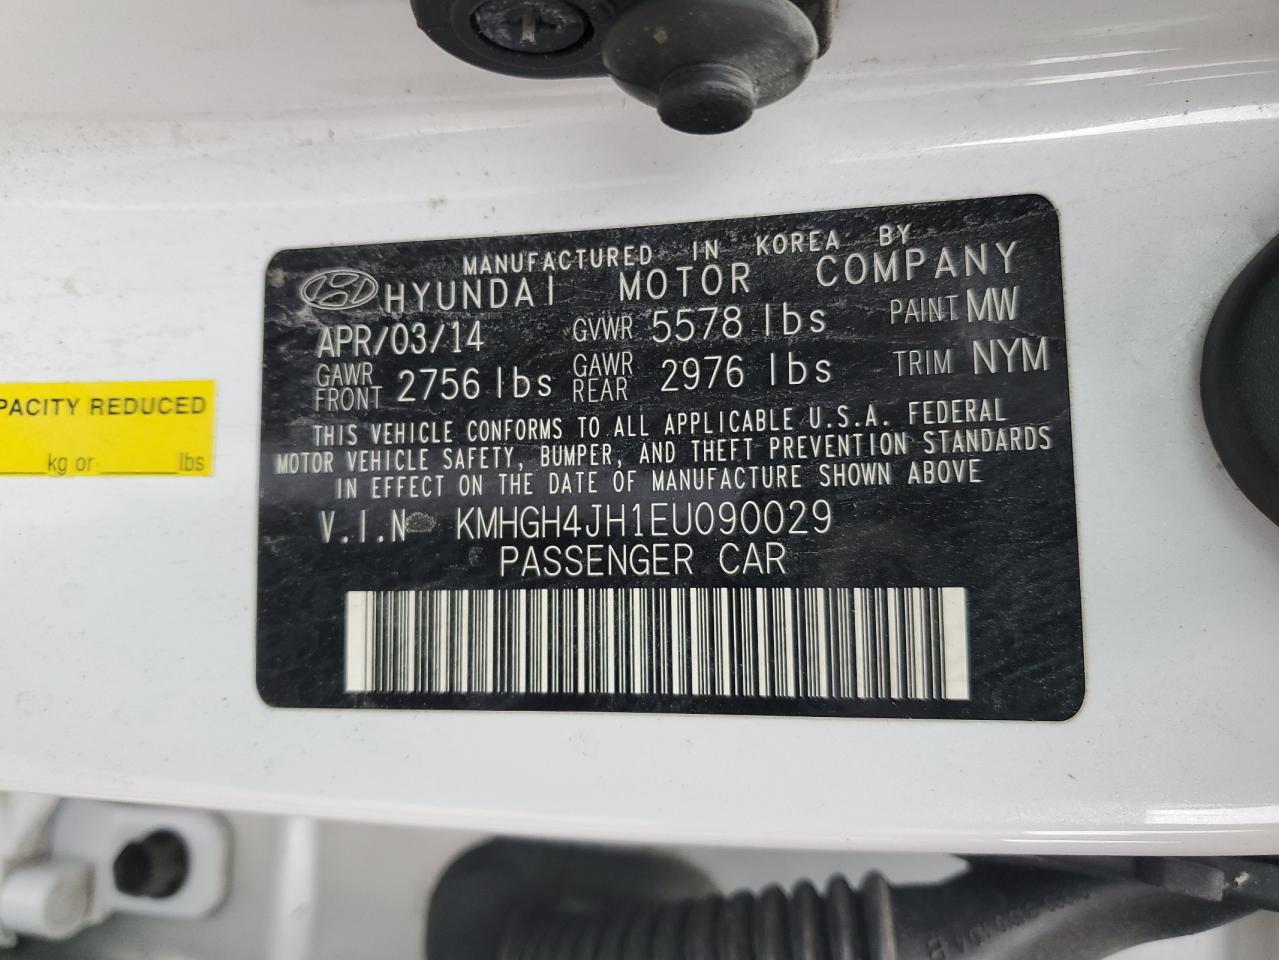 MANUFACTURED IN KOREA BY
HYUNDAI MOTOR COMPANY
APR/03/14 GVWR 5578 lbs PAINT MW
GAWR FRONT 2756 lbs GAWR REAR 2976 lbs TRIM NYM
THIS VEHICLE CONFORMS TO ALL APPLICABLE U.S.A. FEDERAL
MOTOR VEHICLE SAFETY, BUMPER, AND THEFT PREVENTION STANDARDS
IN EFFECT ON THE DATE OF MANUFACTURE SHOWN ABOVE
V.I.N KMHGH4JH1EU090029
PASSENGER CAR
PACITY REDUCED
kg or lbs